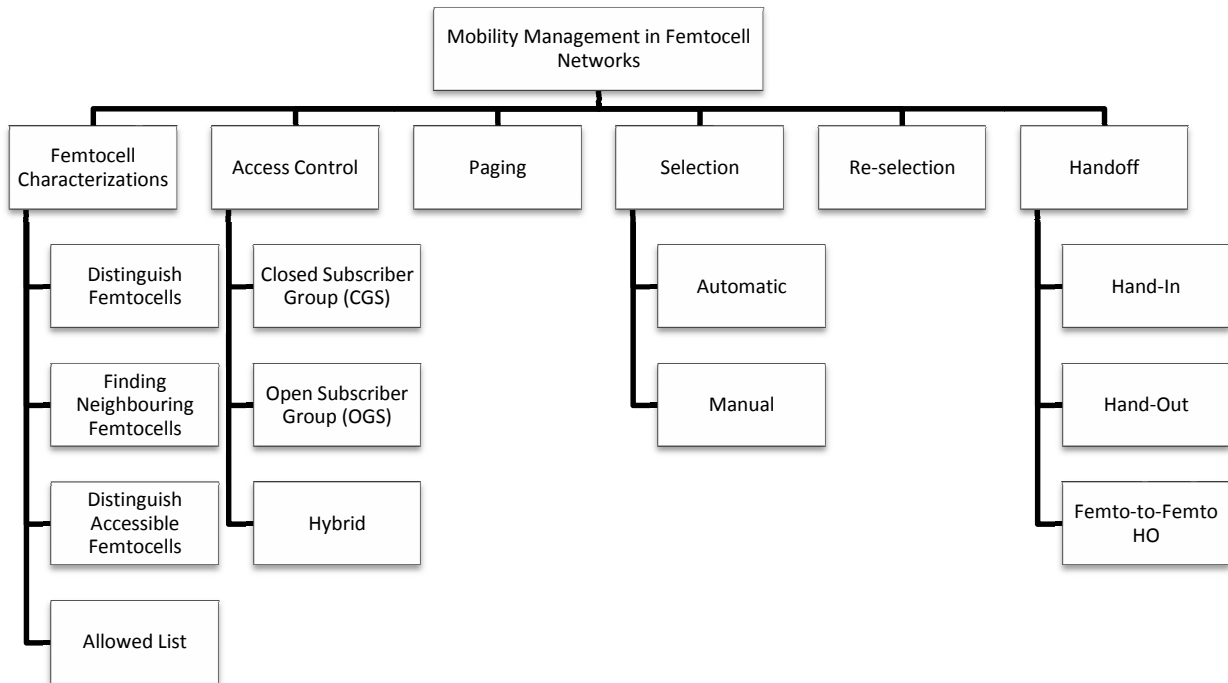 Mobility Management in Femtocell
Networks
Femtocell
Characterizations
Access Control
Paging
Selection
Re-selection
Handoff
Distinguish
Femtocells
Finding
Neighbouring
Femtocells
Distinguish
Accessible
Femtocells
Allowed List
Closed Subscriber
Group (CGS)
Open Subscriber
Group (OGS)
Hybrid
Automatic
Manual
Hand-In
Hand-Out
Femto-to-Femto
HO